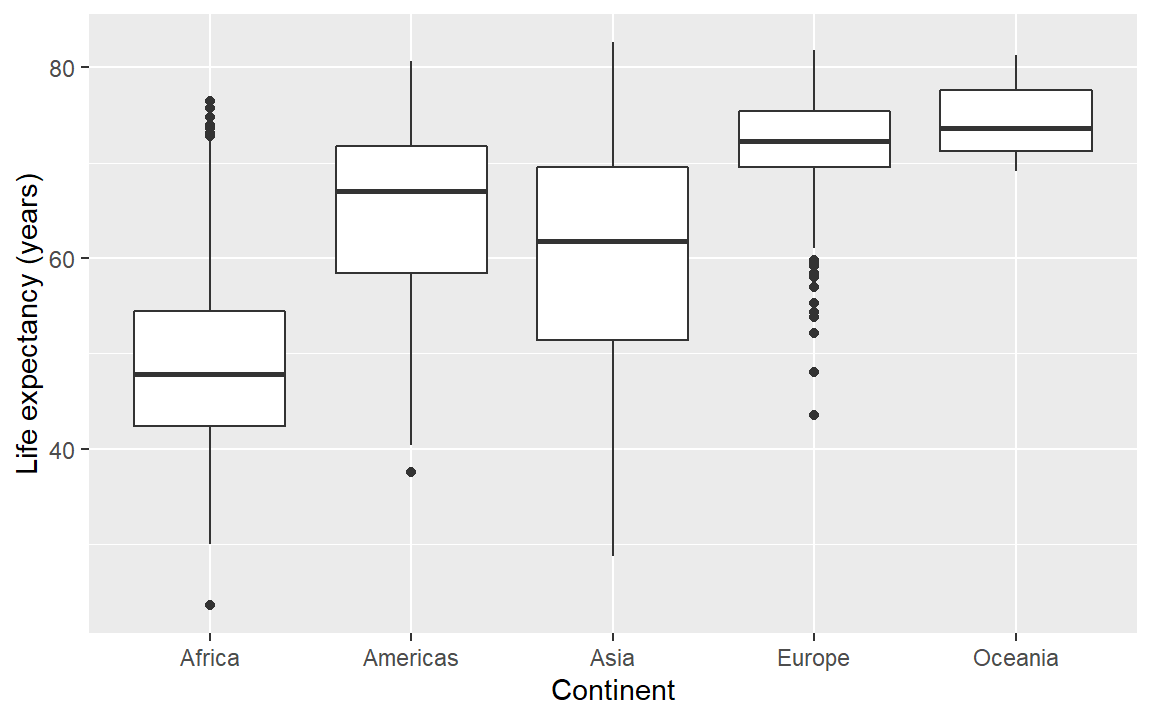 Life expectancy (years)
80
60
40
Africa Americas Asia Europe Oceania
Continent